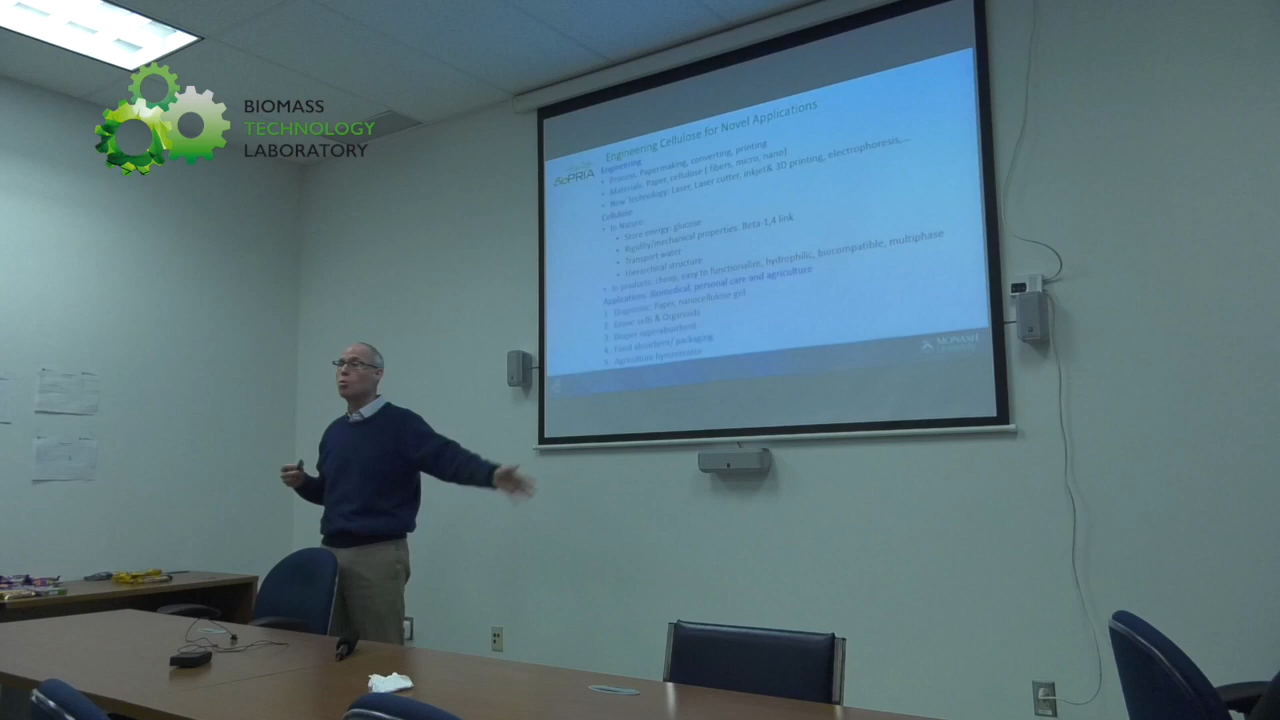 BIOMASS
TECHNOLOGY
LABORATORY
Engineering Cellulose for Novel Applications
BioPRIA
Engineering
• Process: Papermaking, converting, printing
• Materials: Paper, cellulose ( fibers, micro, nano)
• New Technology: Laser, Laser cutter, inkjet& 3D printing, electrophoresis,...
Cellulose
• In Nature:
• Store energy: glucose
• Rigidity/mechanical properties: Beta-1,4 link
• Transport water
• Hierarchical structure
• In products: cheap, easy to functionalize, hydrophilic, biocompatible, multiphase
Applications: Biomedical, personal care and agriculture
1. Diagnostic: Paper, nanocellulose gel
2. Grow: cells & Organoids
3. Diaper superabsorbent
4. Food absorbers/ packaging
5. Agriculture
MONASH